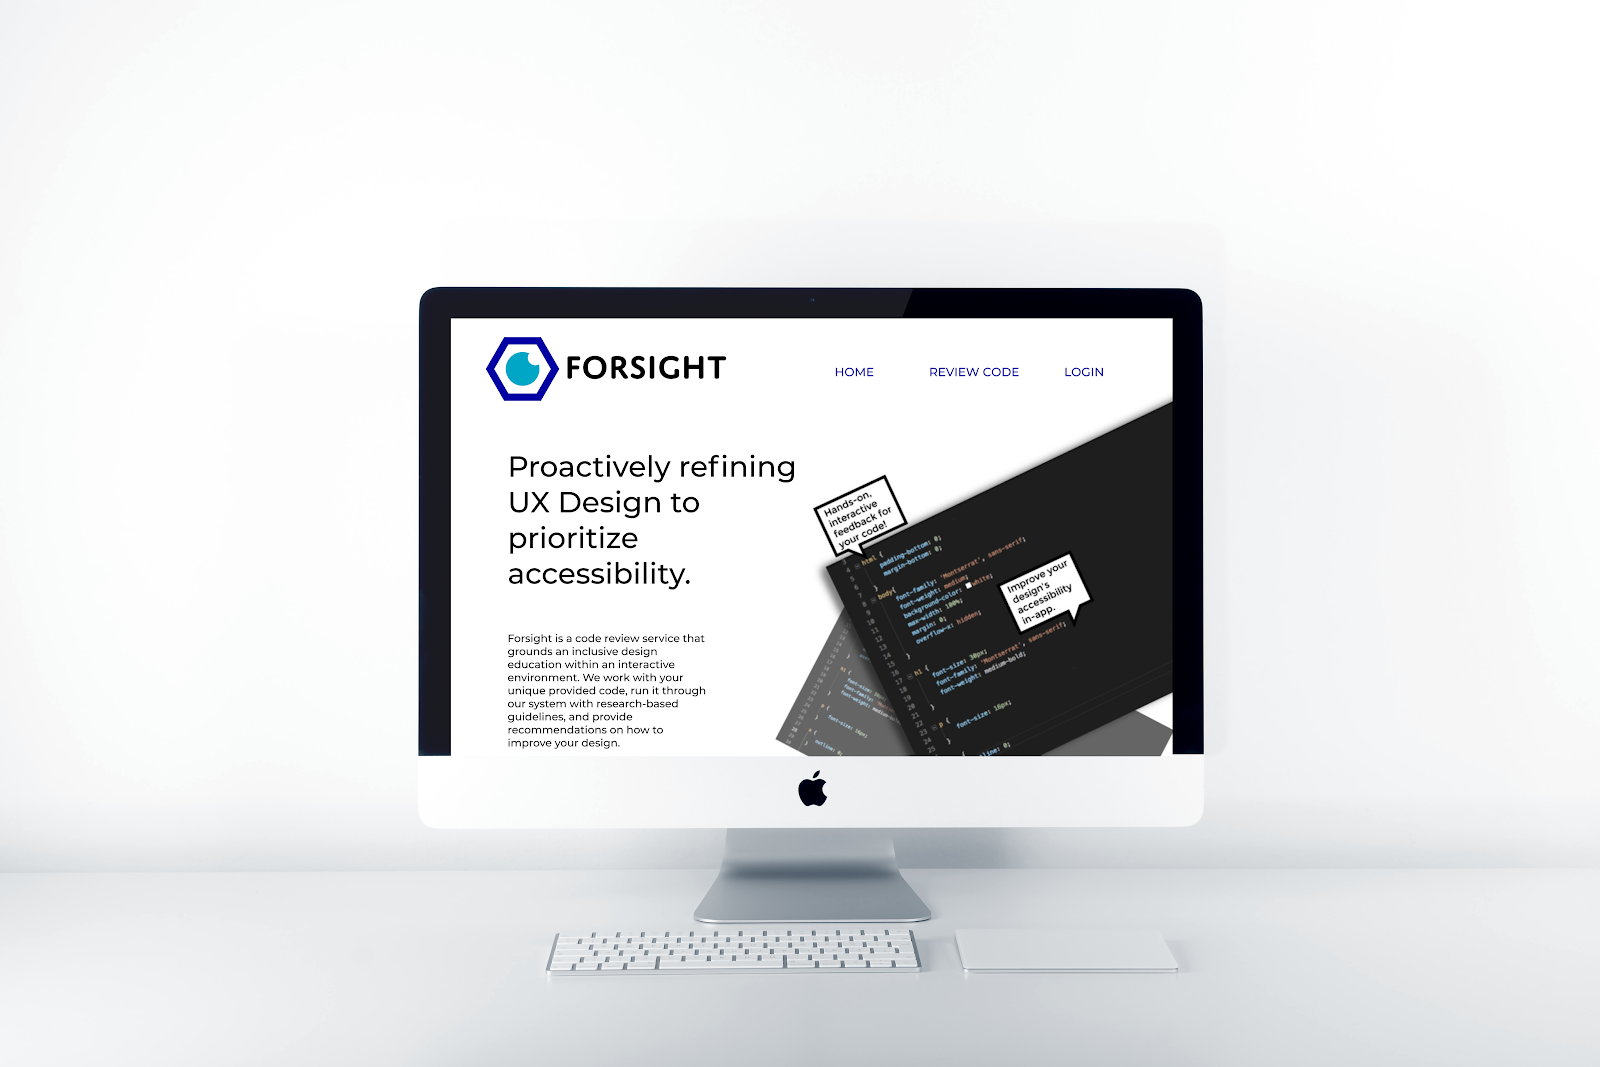 FORSIGHT
HOME
REVIEW CODE
LOGIN
Proactively refining
UX Design to
prioritize
accessibility.
Forsight is a code review service that
grounds an inclusive design
education within an interactive
environment. We work with your
unique provided code, run it through
our system with research-based
guidelines, and provide
recommendations on how to
improve your design.
Hands-on,
interactive
feedback for
your code!
Improve your
design's
accessibility
in-app.
html {
padding-bottom: 0;
margin-bottom: 0;
}
body{
font-family: 'Montserrat', sans-serif;
font-weight: medium;
background-color: white;
max-width: 100%;
margin: 0;
overflow-x: hidden;
}
h1 {
font-size: 30px;
font-family: 'Montserrat', sans-serif;
font-weight: medium-bold;
}
p {
font-size: 16px;
}